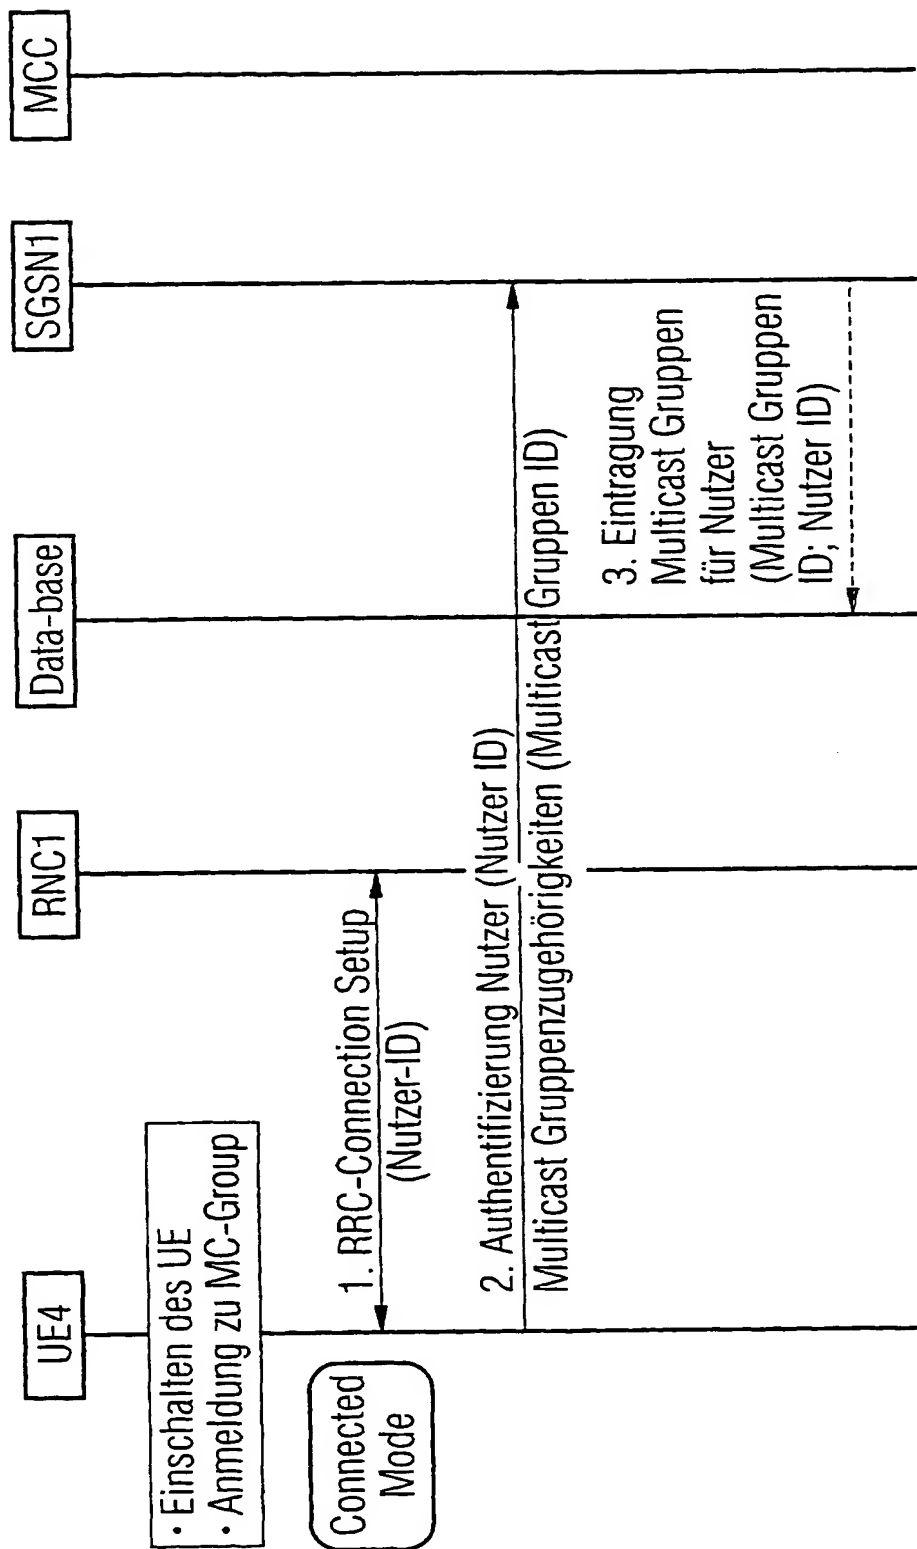 UE4
RNC1
Data-base
SGSN1
MCC
· Einschalten des UE
· Anmeldung zu MC-Group
Connected
Mode
1. RRC-Connection Setup
(Nutzer-ID)
2. Authentifizierung Nutzer (Nutzer ID)
Multicast Gruppenzugehörigkeiten (Multicast Gruppen ID)
3. Eintragung
Multicast Gruppen
für Nutzer
(Multicast Gruppen
ID; Nutzer ID)